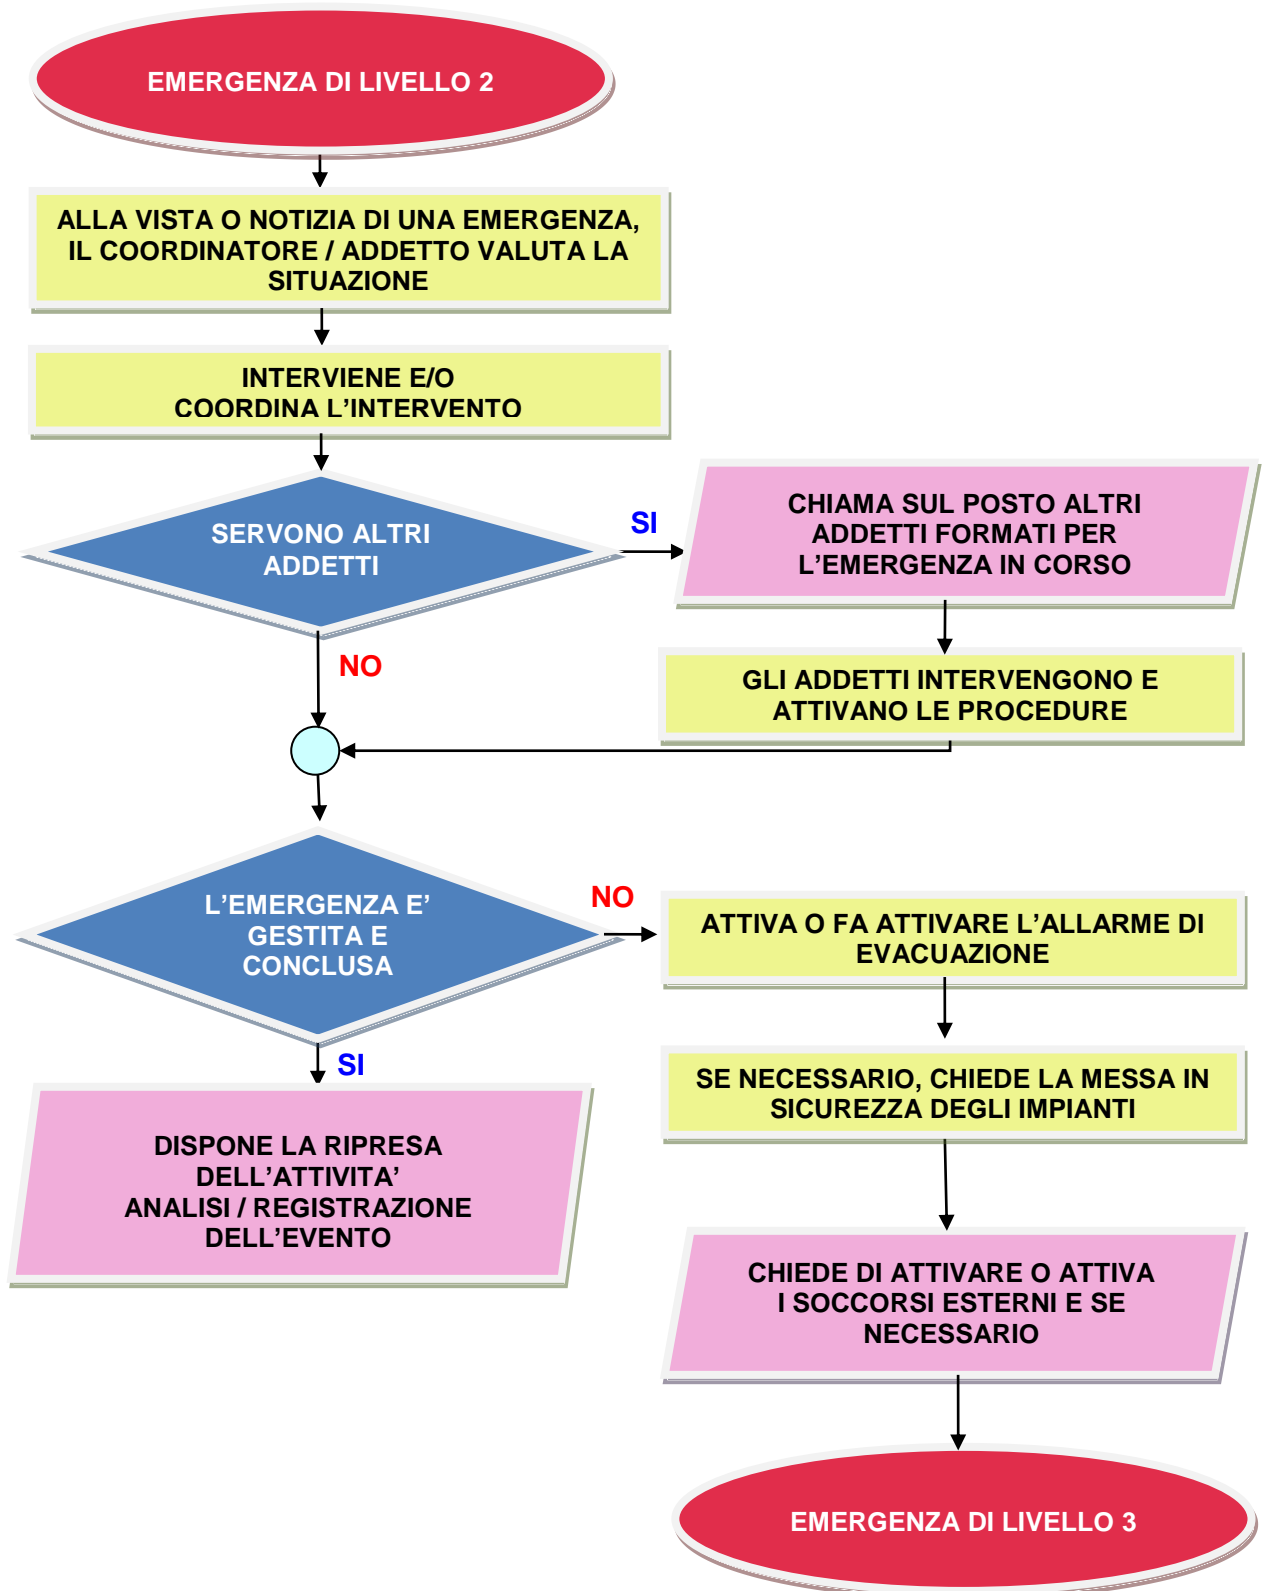 EMERGENZA DI LIVELLO 2
ALLA VISTA O NOTIZIA DI UNA EMERGENZA,
IL COORDINATORE / ADDETTO VALUTA LA
SITUAZIONE
INTERVIENE E/O
COORDINA L’INTERVENTO
SERVONO ALTRI
ADDETTI
SI
CHIAMA SUL POSTO ALTRI
ADDETTI FORMATI PER
L’EMERGENZA IN CORSO
NO
GLI ADDETTI INTERVENGONO E
ATTIVANO LE PROCEDURE
L’EMERGENZA E’
GESTITA E
CONCLUSA
NO
ATTIVA O FA ATTIVARE L’ALLARME DI
EVACUAZIONE
SI
SE NECESSARIO, CHIEDE LA MESSA IN
SICUREZZA DEGLI IMPIANTI
DISPONE LA RIPRESA
DELL’ATTIVITA’
ANALISI / REGISTRAZIONE
DELL’EVENTO
CHIEDE DI ATTIVARE O ATTIVA
I SOCCORSI ESTERNI E SE
NECESSARIO
EMERGENZA DI LIVELLO 3